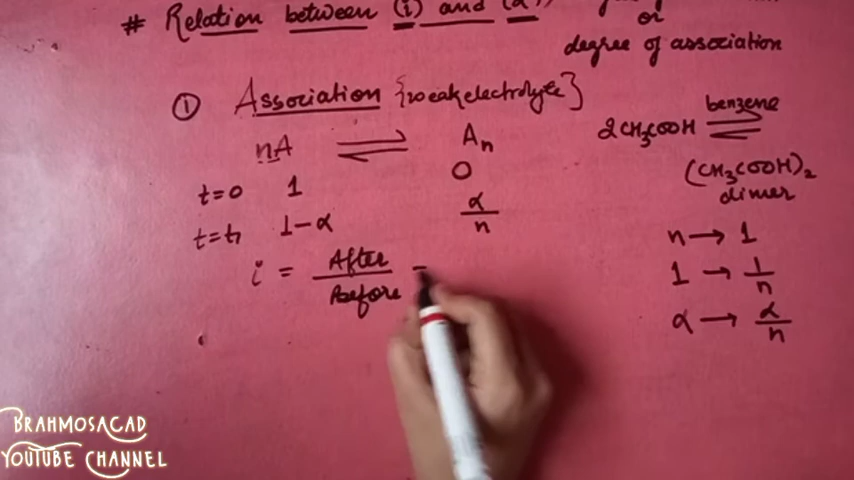 # Relation between (i) and (α)
or
degree of association
① Association {weak electrolyte}
nA ⇌ An
2CH3COOH benzene ⇌
(CH3COOH)2
dimer
t=0 1 0
t=t, 1-α α/n
i = After/Before =
n → 1
1 → 1/n
α → α/n
BRAHMOSACAD
YOUTUBE CHANNEL